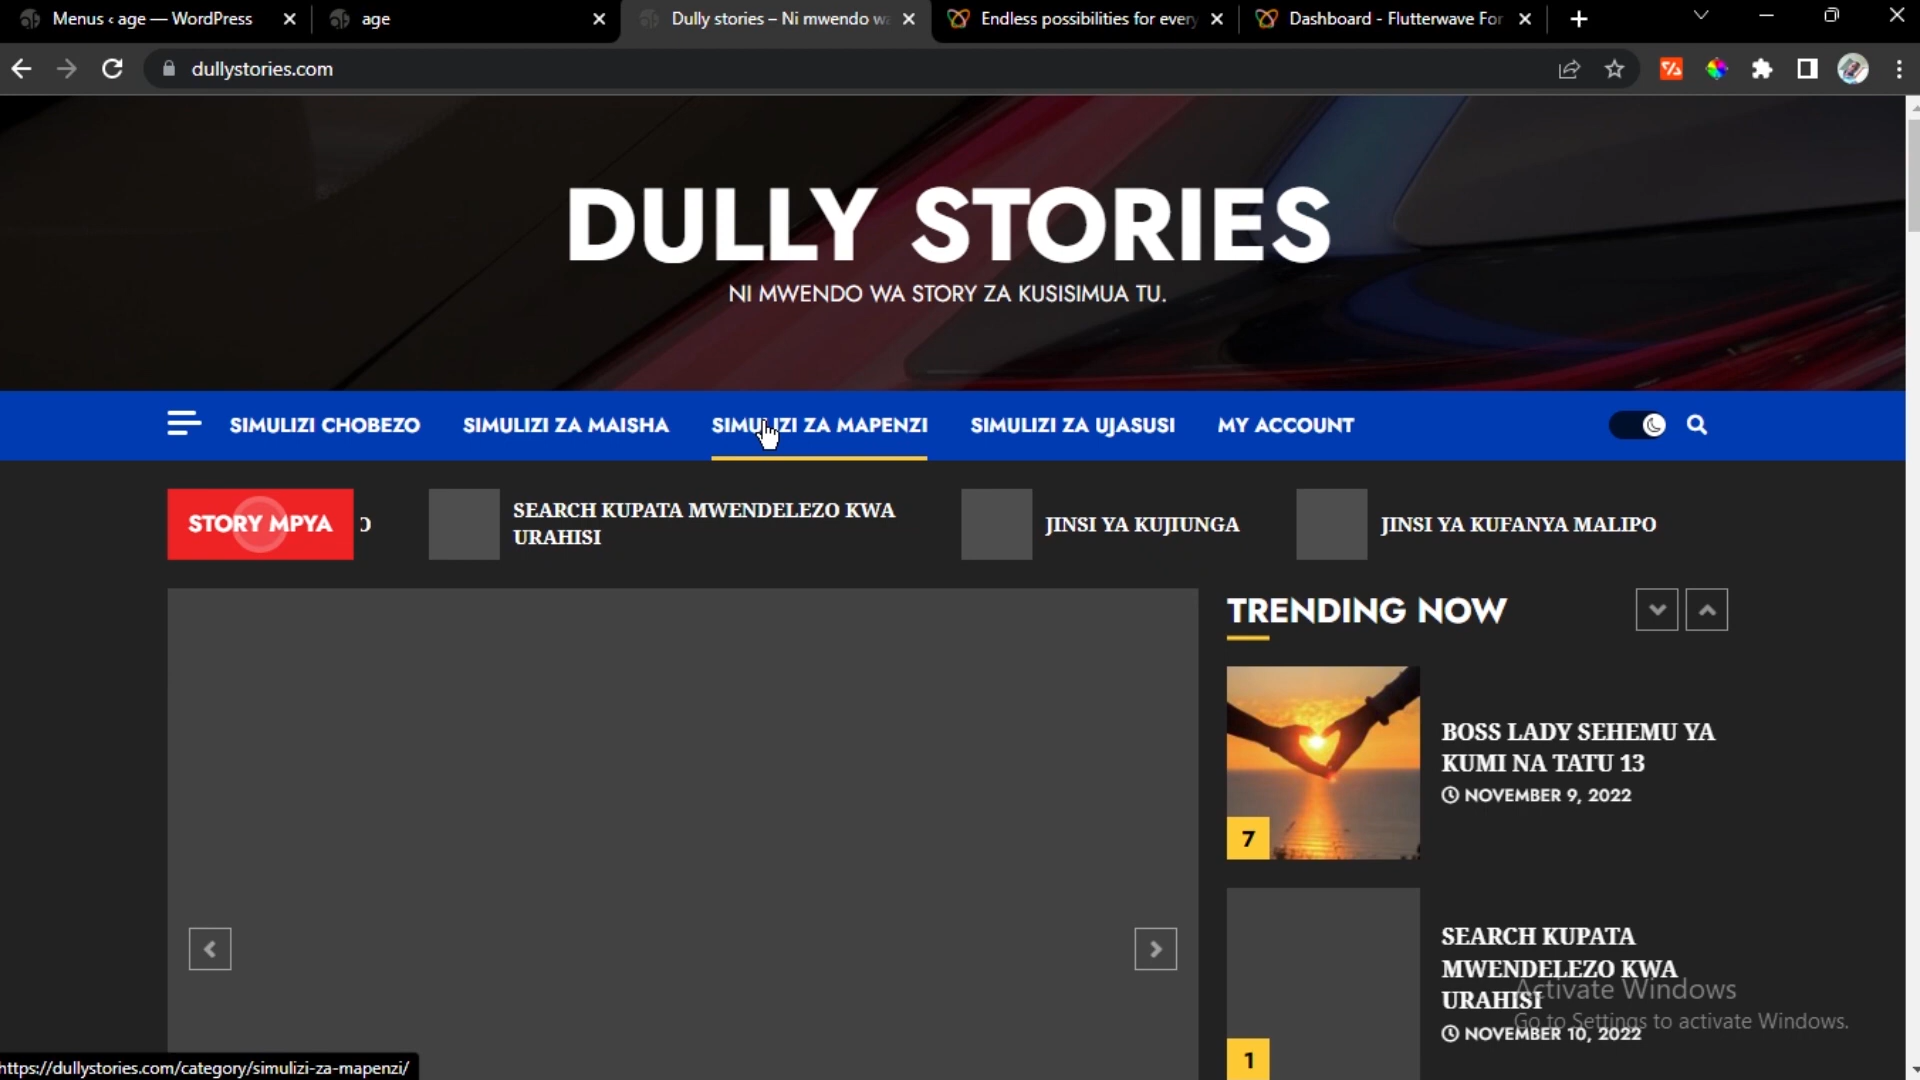 Menus ‹ age — WordPress
age
Dully stories – Ni mwendo wa
Endless possibilities for every
Dashboard - Flutterwave For
dullystories.com
DULLY STORIES
NI MWENDO WA STORY ZA KUSISIMUA TU.
SIMULIZI CHOBEZO
SIMULIZI ZA MAISHA
SIMULIZI ZA MAPENZI
SIMULIZI ZA UJASUSI
MY ACCOUNT
STORY MPYA
O
SEARCH KUPATA MWENDELEZO KWA
URAHISI
JINSI YA KUJIUNGA
JINSI YA KUFANYA MALIPO
TRENDING NOW
BOSS LADY SEHEMU YA
KUMI NA TATU 13
NOVEMBER 9, 2022
7
SEARCH KUPATA
MWENDELEZO KWA
URAHISI
NOVEMBER 10, 2022
1
Activate Windows
Go to Settings to activate Windows.
https://dullystories.com/category/simulizi-za-mapenzi/